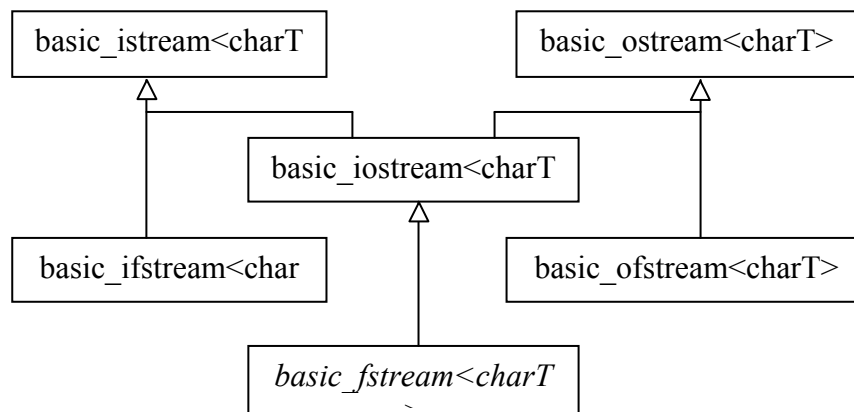 basic_istream<charT
basic_ostream<charT>
basic_iostream<charT
basic_ifstream<char
basic_ofstream<charT>
basic_fstream<charT
>